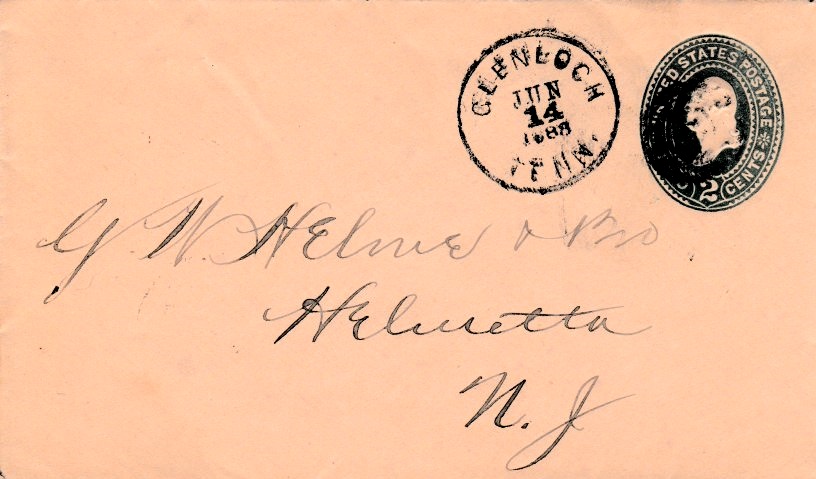 GLENLOCH
JUN
14
1888
TENN.
UNITED STATES POSTAGE
2 CENTS
G. W. Helme & Bro
Helmetta
N. J